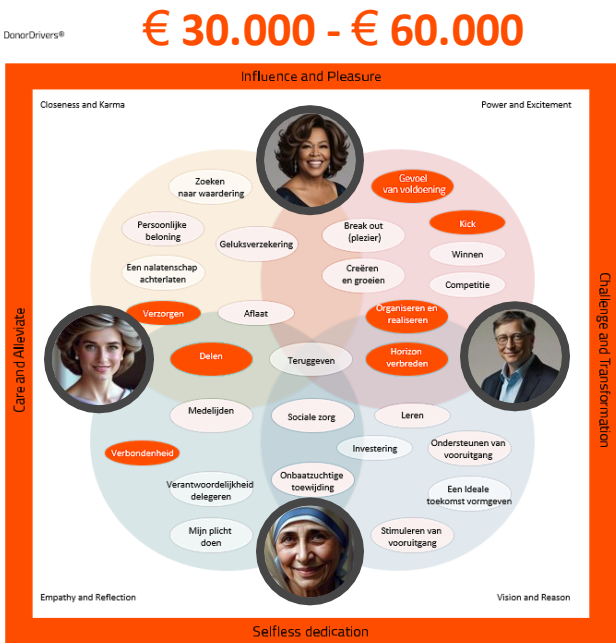 DonorDrivers®
€ 30.000 - € 60.000
Influence and Pleasure
Closeness and Karma
Power and Excitement
Zoeken
naar waardering
Gevoel
van voldoening
Persoonlijke
beloning
Geluksverzekering
Break out
(plezier)
Kick
Winnen
Een nalatenschap
achterlaten
Creëren
en groeien
Competitie
Verzorgen
Aflaat
Organiseren en
realiseren
Care and Alleviate
Challenge and Transformation
Delen
Teruggeven
Horizon
verbreden
Medelijden
Sociale zorg
Leren
Verbondenheid
Investering
Ondersteunen van
vooruitgang
Verantwoordelijkheid
delegeren
Onbaatzuchtige
toewijding
Een Ideale
toekomst vormgeven
Mijn plicht
doen
Stimuleren van
vooruitgang
Empathy and Reflection
Vision and Reason
Selfless dedication